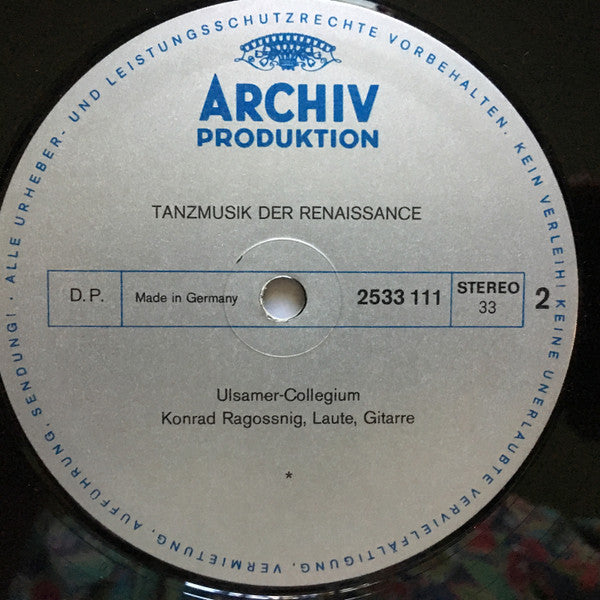 ALLE URHEBER- UND LEISTUNGSSCHUTZRECHTE VORBEHALTEN. KEIN VERLEIH! KEINE UNERLAUBTE VERVIELFÄLTIGUNG, VERMIETUNG, AUFFÜHRUNG, SENDUNG! ·
ARCHIV
PRODUKTION
TANZMUSIK DER RENAISSANCE
D.P. Made in Germany 2533 111 STEREO 2
33
Ulsamer-Collegium
Konrad Ragossnig, Laute, Gitarre
*